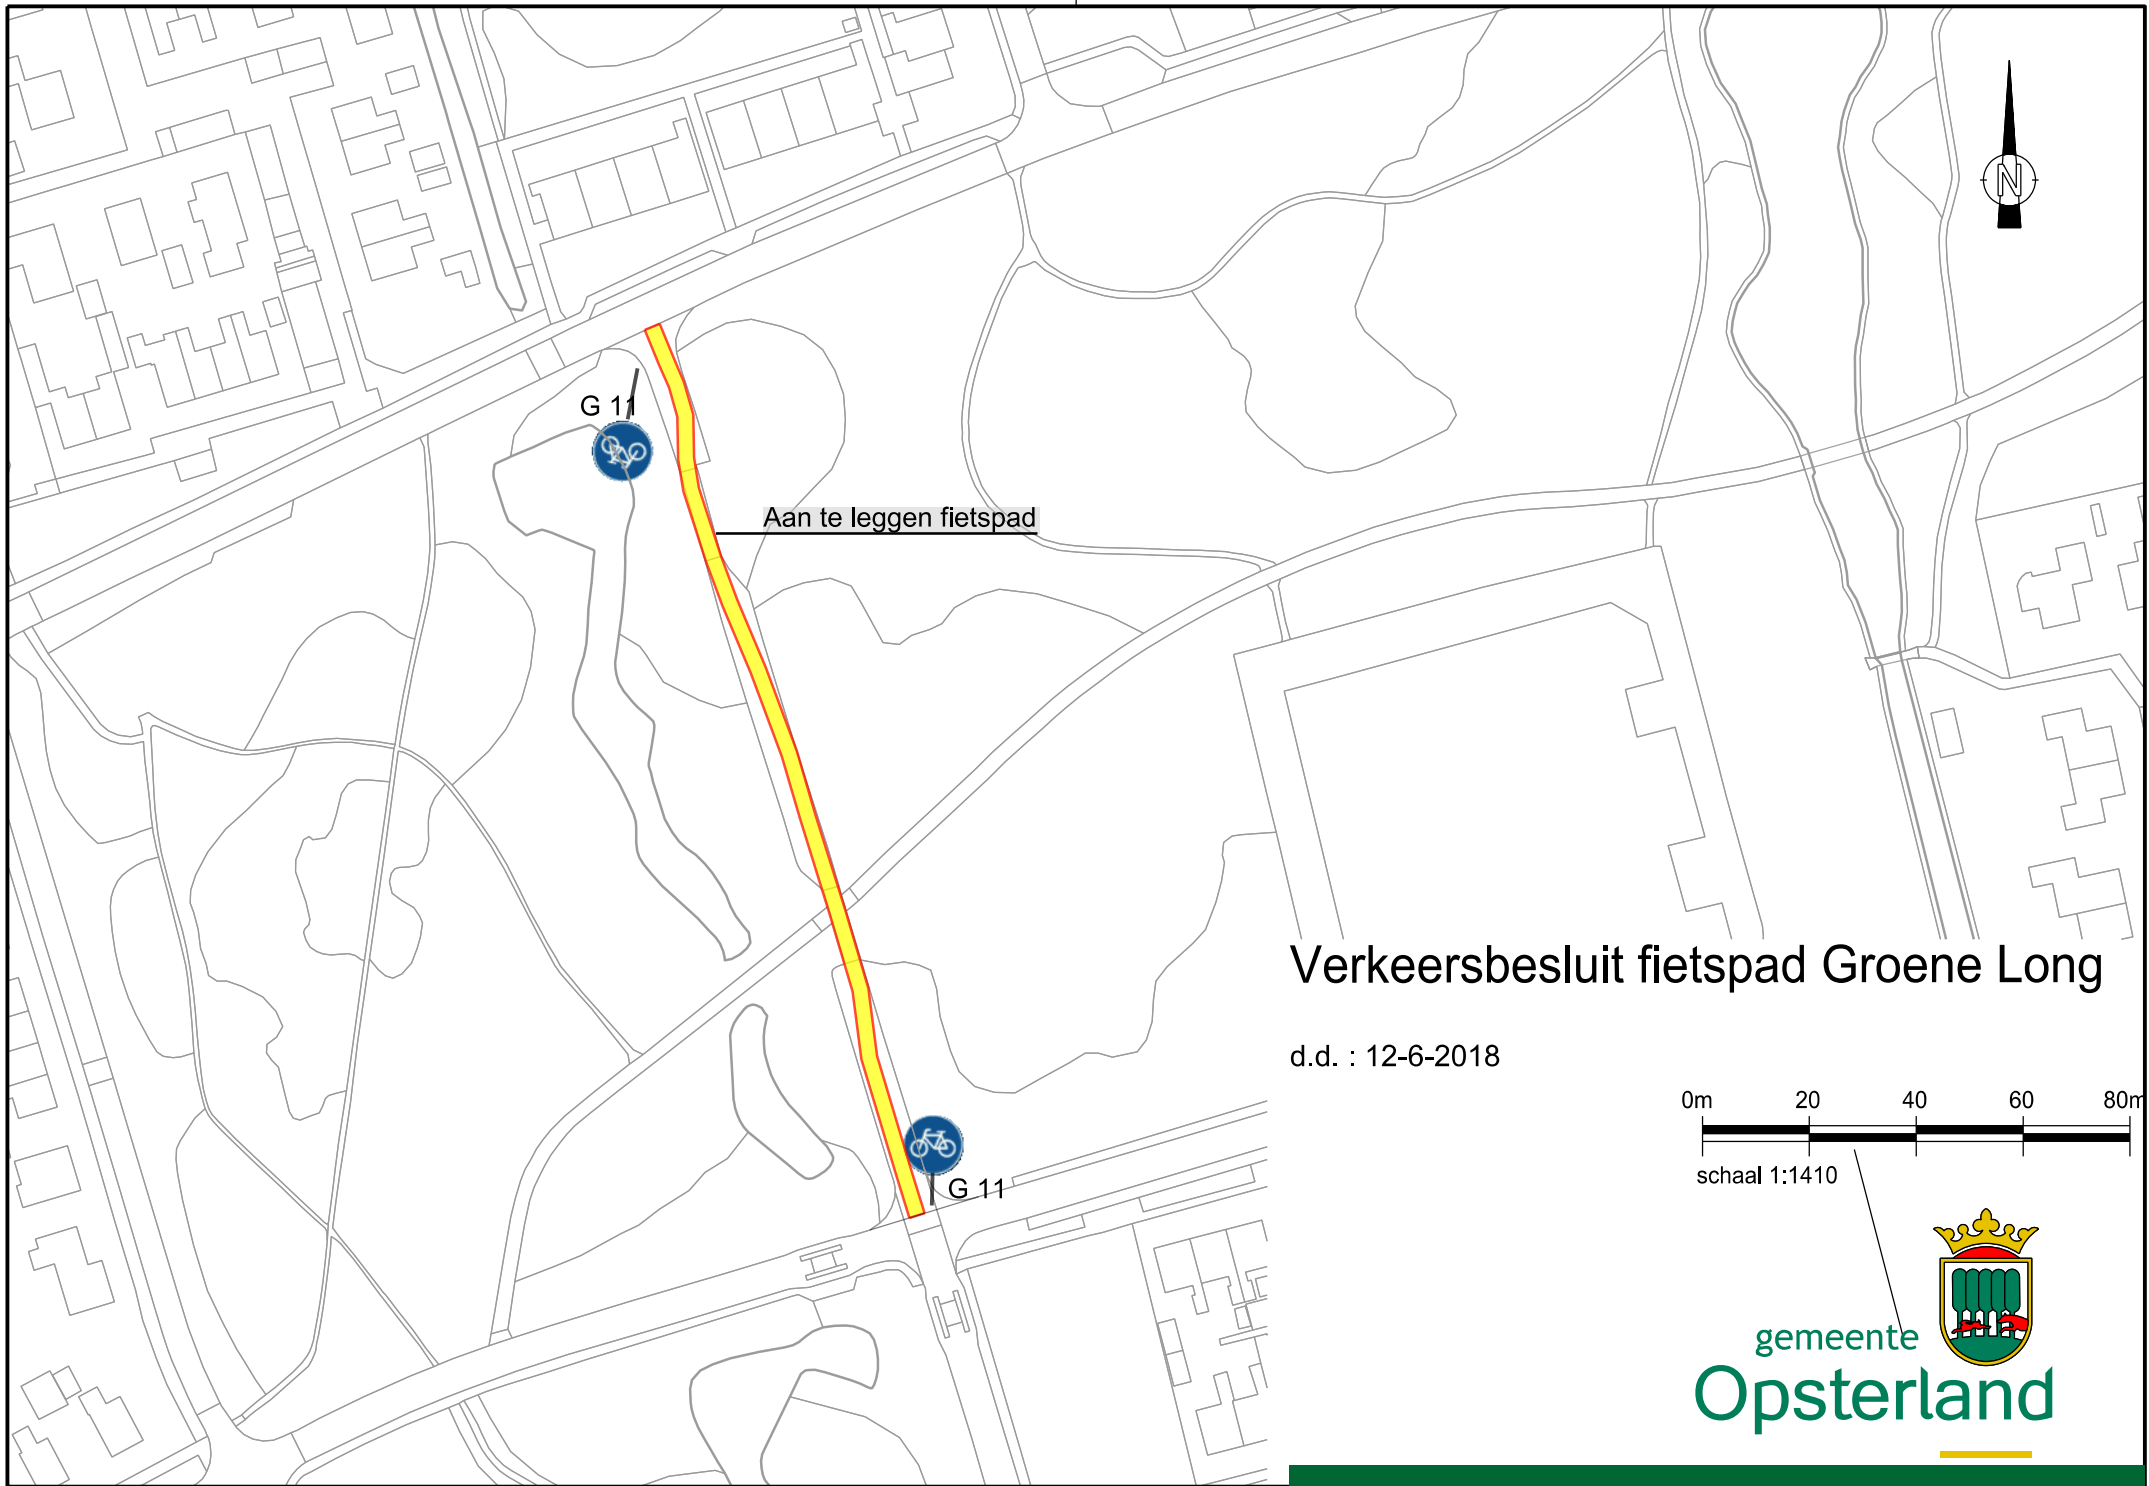 N
G 11
Aan te leggen fietspad
Verkeersbesluit fietspad Groene Long
d.d. : 12-6-2018
0m 20 40 60 80m
schaal 1:1410
G 11
gemeente
Opsterland